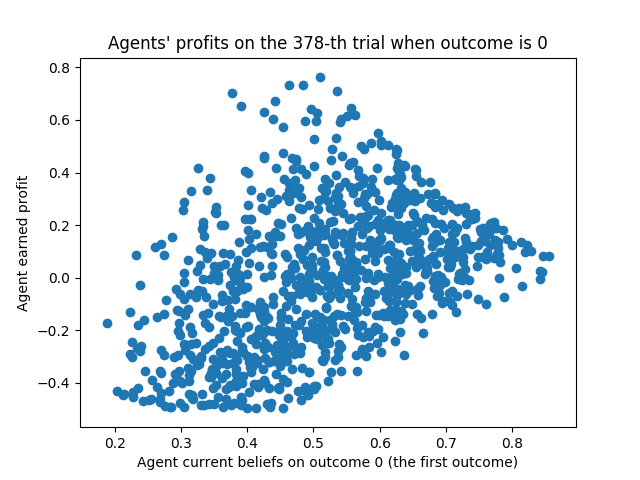 Agents' profits on the 378-th trial when outcome is 0
0.8
0.6
0.4
0.2
0.0
−0.2
−0.4
Agent earned profit
0.2 0.3 0.4 0.5 0.6 0.7 0.8
Agent current beliefs on outcome 0 (the first outcome)